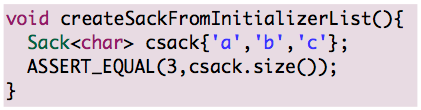 void createSackFromInitializerList(){
  Sack<char> csack{'a','b','c'};
  ASSERT_EQUAL(3,csack.size());
}